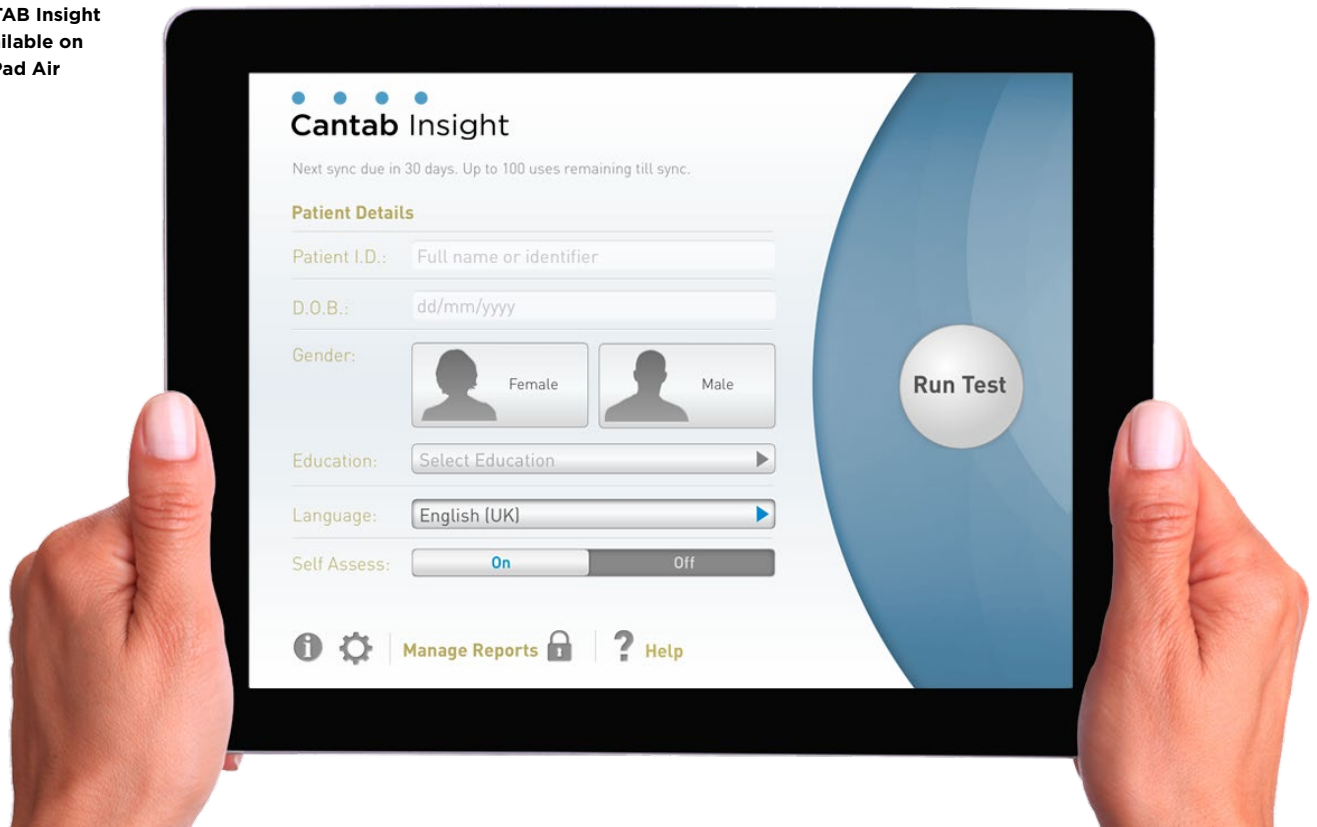 TAB Insight
ilable on
Pad Air
Cantab Insight
Next sync due in 30 days. Up to 100 uses remaining till sync.
Patient Details
Patient I.D.: Full name or identifier
D.O.B.: dd/mm/yyyy
Gender: Female Male
Run Test
Education: Select Education
Language: English (UK)
Self Assess: On Off
i Manage Reports ? Help